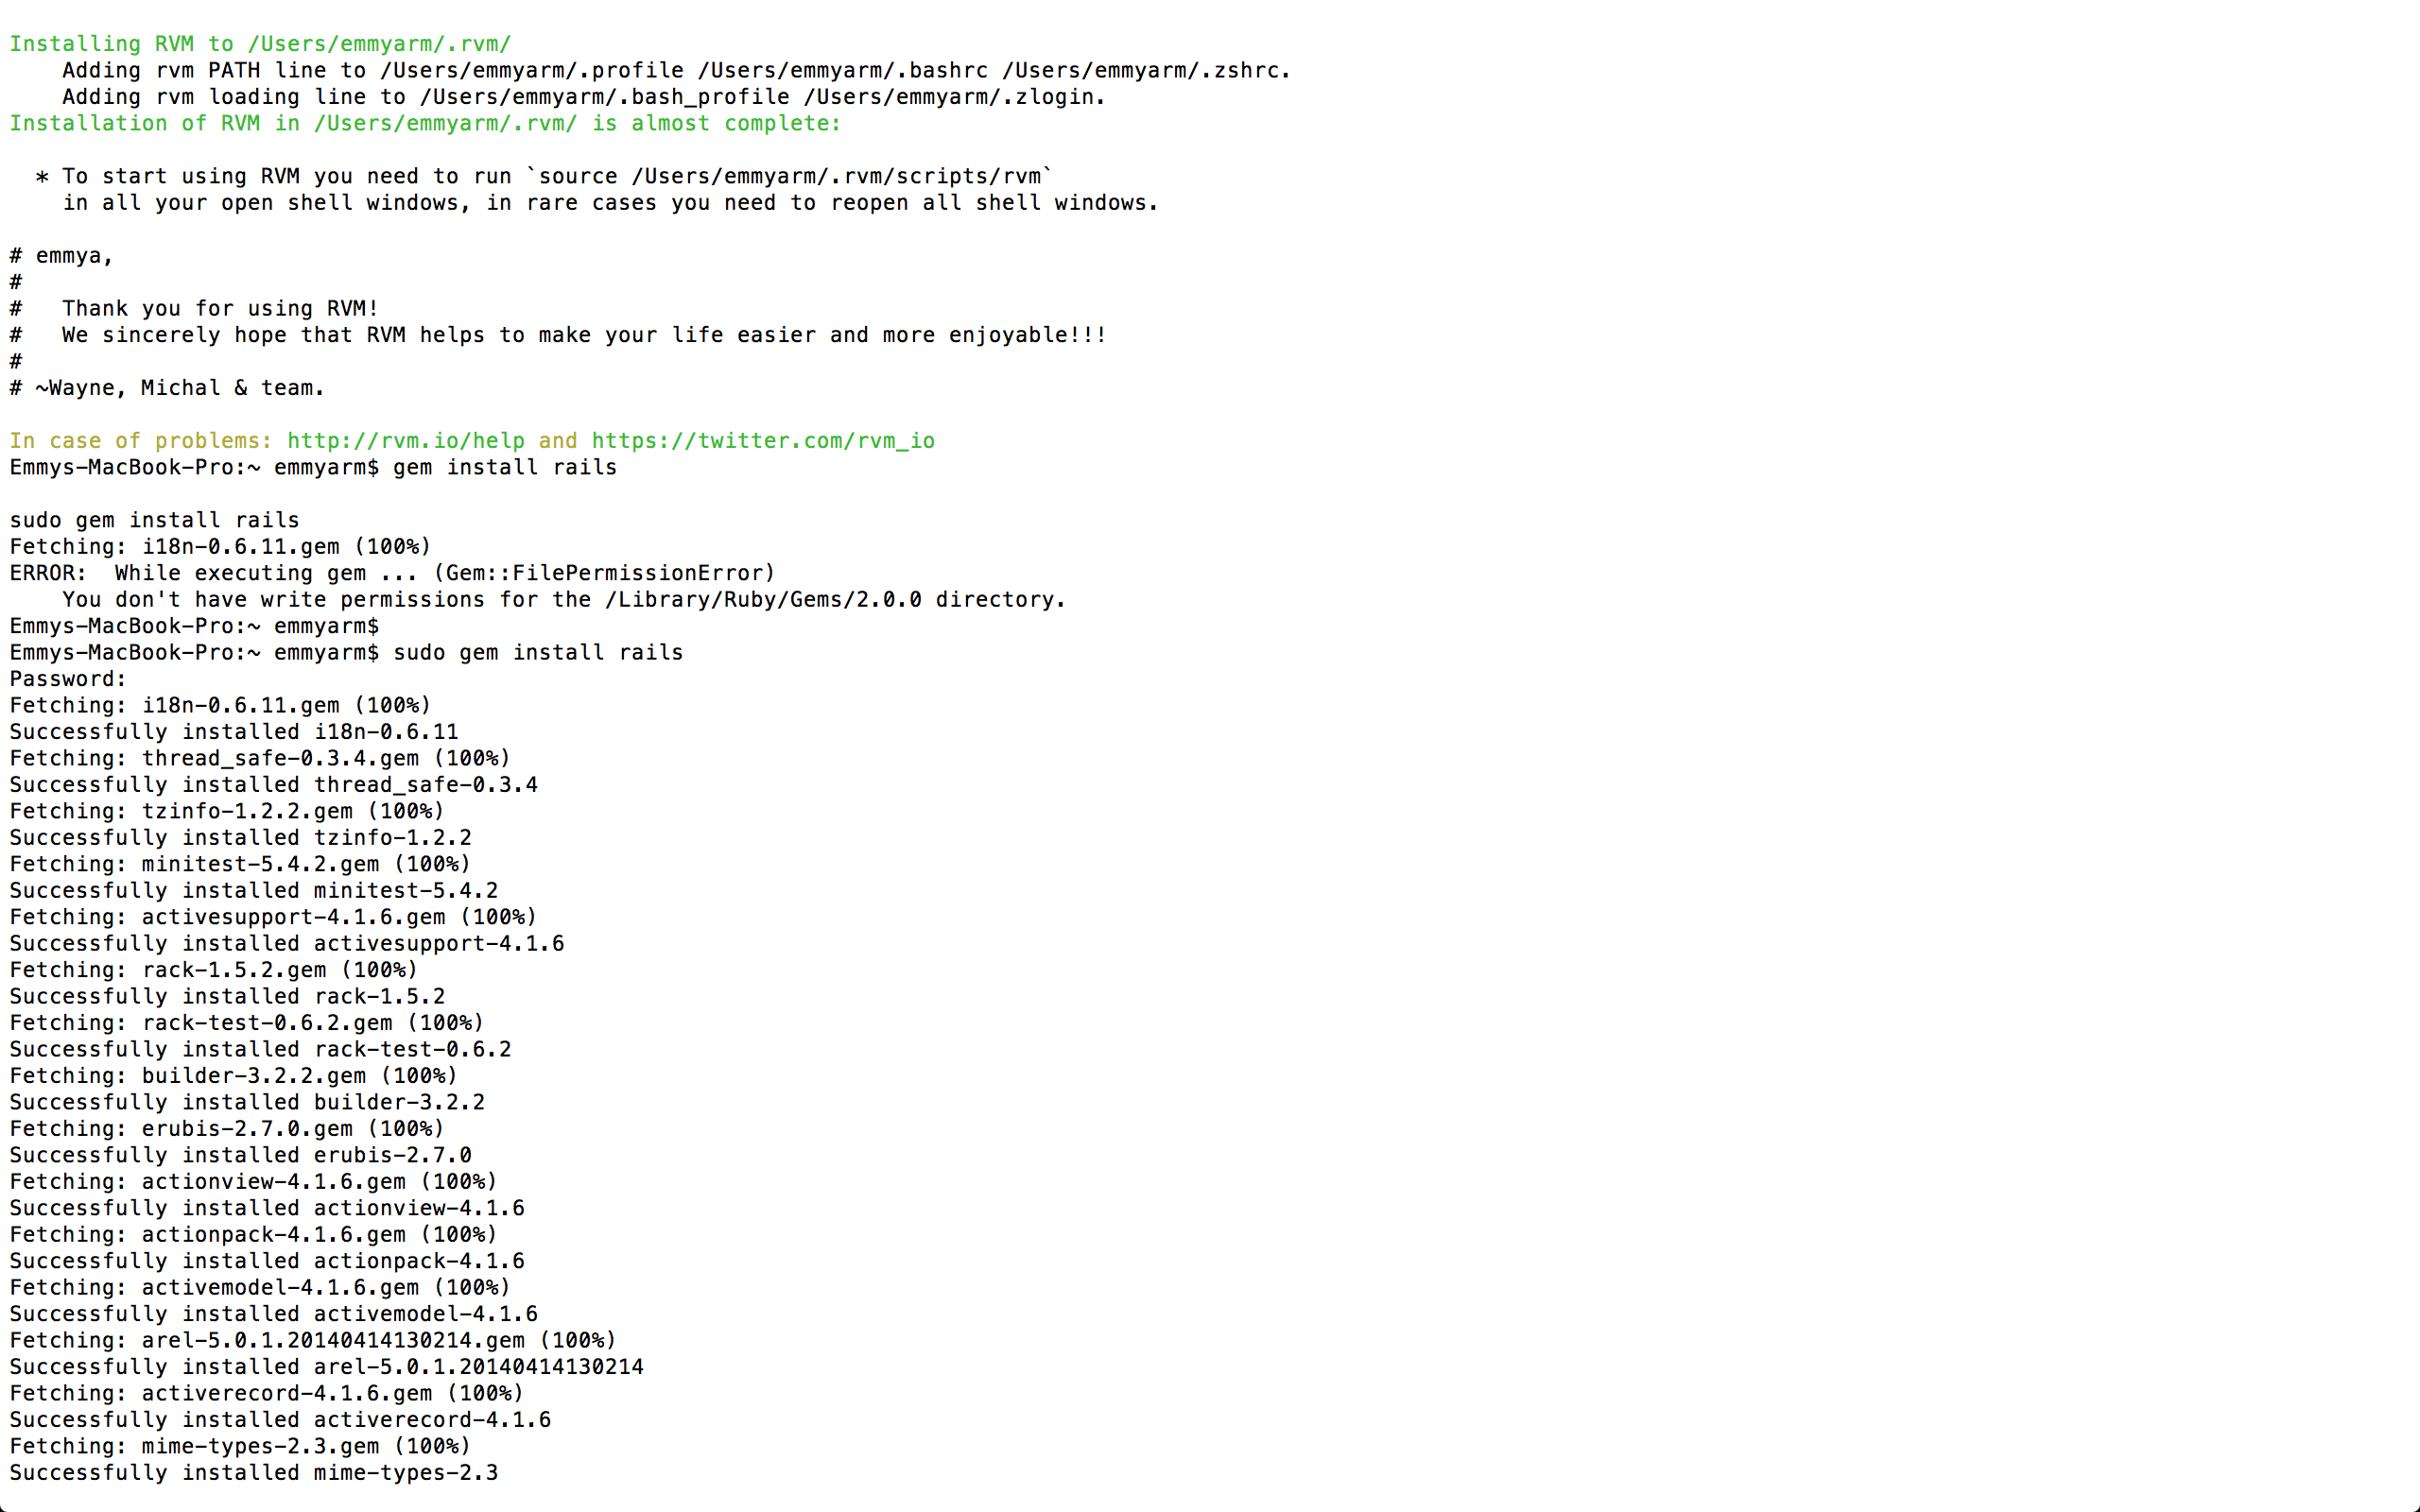 Installing RVM to /Users/emmyarm/.rvm/
    Adding rvm PATH line to /Users/emmyarm/.profile /Users/emmyarm/.bashrc /Users/emmyarm/.zshrc.
    Adding rvm loading line to /Users/emmyarm/.bash_profile /Users/emmyarm/.zlogin.
Installation of RVM in /Users/emmyarm/.rvm/ is almost complete:

  * To start using RVM you need to run `source /Users/emmyarm/.rvm/scripts/rvm`
    in all your open shell windows, in rare cases you need to reopen all shell windows.

# emmya,
#
#   Thank you for using RVM!
#   We sincerely hope that RVM helps to make your life easier and more enjoyable!!!
#
# ~Wayne, Michal & team.

In case of problems: http://rvm.io/help and https://twitter.com/rvm_io
Emmys-MacBook-Pro:~ emmyarm$ gem install rails

sudo gem install rails
Fetching: i18n-0.6.11.gem (100%)
ERROR:  While executing gem ... (Gem::FilePermissionError)
    You don't have write permissions for the /Library/Ruby/Gems/2.0.0 directory.
Emmys-MacBook-Pro:~ emmyarm$
Emmys-MacBook-Pro:~ emmyarm$ sudo gem install rails
Password:
Fetching: i18n-0.6.11.gem (100%)
Successfully installed i18n-0.6.11
Fetching: thread_safe-0.3.4.gem (100%)
Successfully installed thread_safe-0.3.4
Fetching: tzinfo-1.2.2.gem (100%)
Successfully installed tzinfo-1.2.2
Fetching: minitest-5.4.2.gem (100%)
Successfully installed minitest-5.4.2
Fetching: activesupport-4.1.6.gem (100%)
Successfully installed activesupport-4.1.6
Fetching: rack-1.5.2.gem (100%)
Successfully installed rack-1.5.2
Fetching: rack-test-0.6.2.gem (100%)
Successfully installed rack-test-0.6.2
Fetching: builder-3.2.2.gem (100%)
Successfully installed builder-3.2.2
Fetching: erubis-2.7.0.gem (100%)
Successfully installed erubis-2.7.0
Fetching: actionview-4.1.6.gem (100%)
Successfully installed actionview-4.1.6
Fetching: actionpack-4.1.6.gem (100%)
Successfully installed actionpack-4.1.6
Fetching: activemodel-4.1.6.gem (100%)
Successfully installed activemodel-4.1.6
Fetching: arel-5.0.1.20140414130214.gem (100%)
Successfully installed arel-5.0.1.20140414130214
Fetching: activerecord-4.1.6.gem (100%)
Successfully installed activerecord-4.1.6
Fetching: mime-types-2.3.gem (100%)
Successfully installed mime-types-2.3